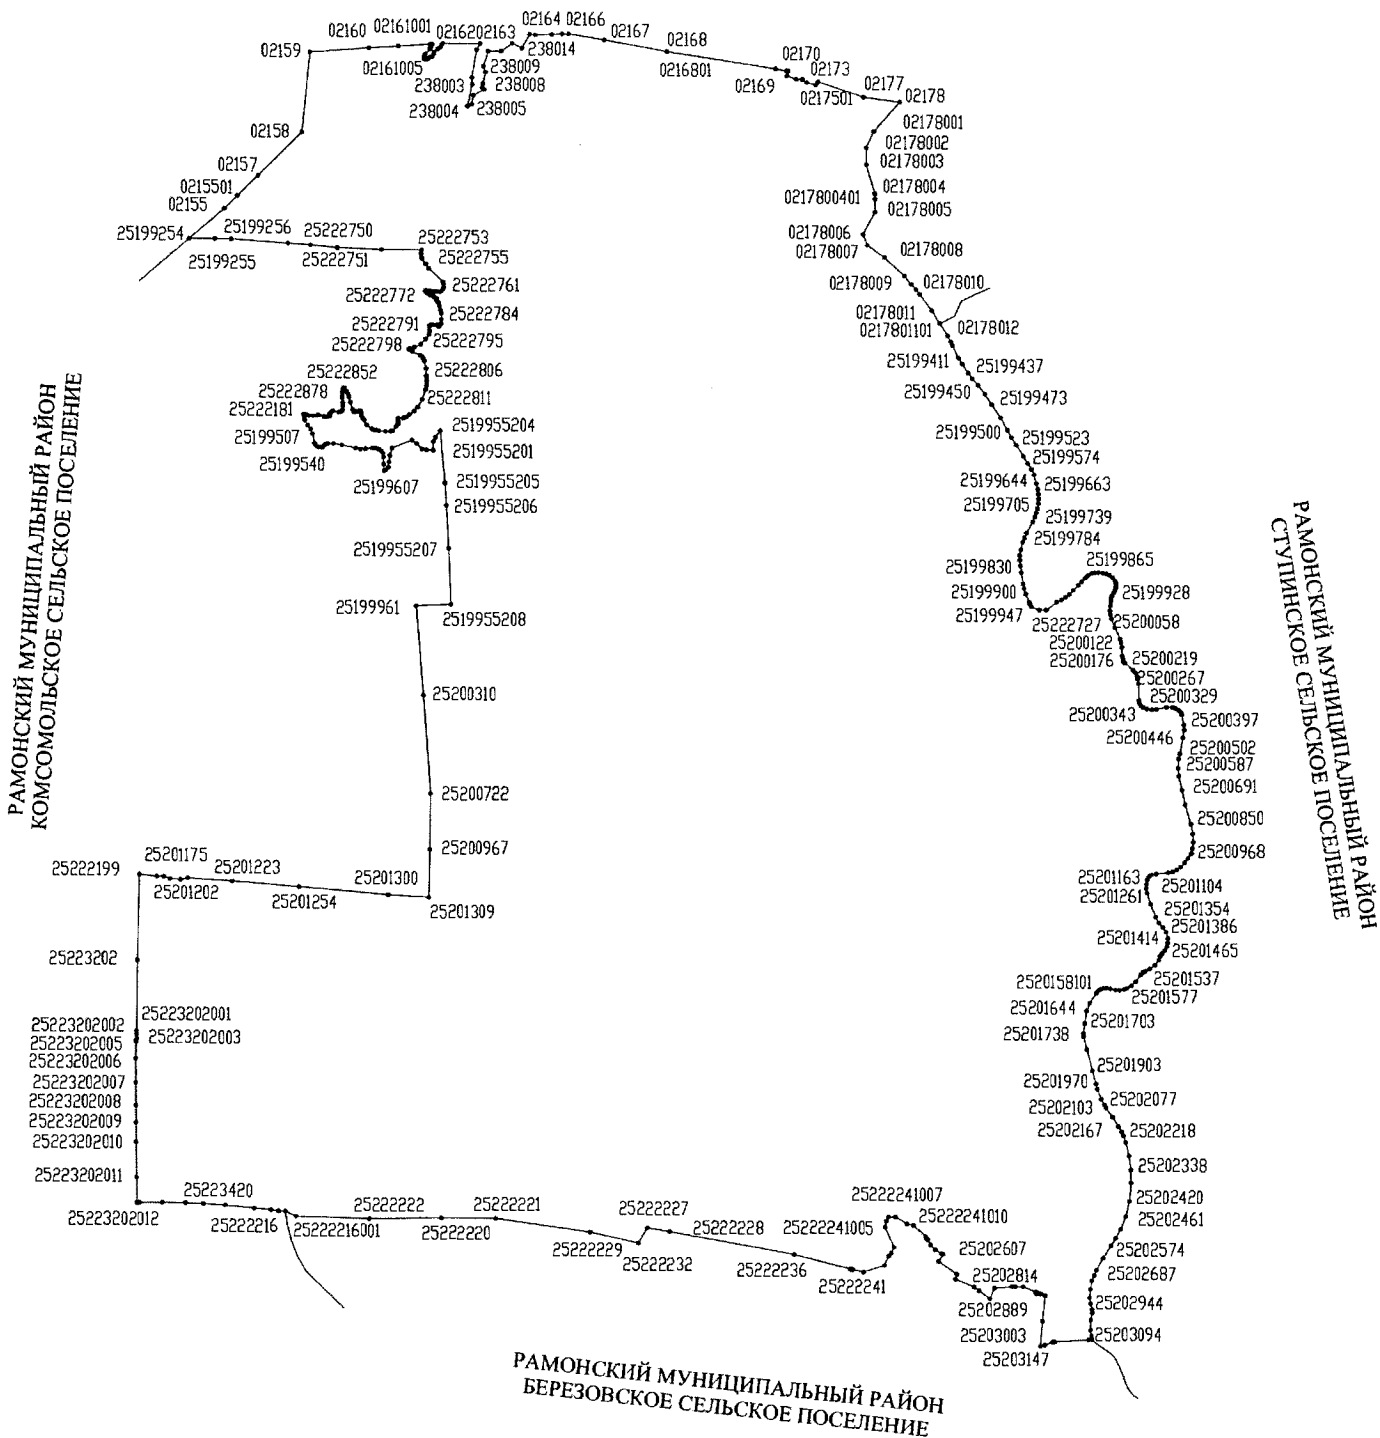 02164 02166
02160 02161001 02162 02163 02167
02159 238014 02168
02161005 238009 0216801 02170
238003 238008 02169 02173
238004 238005 0217501 02177
02178
02158 02178001
02178002
02157 02178003
0215501 02178004
02155 0217800401
02178005
25199254 25199256 25222750 25222753 02178006
25199255 25222751 25222755 02178007 02178008
25222761 02178009 02178010
25222772
25222784 02178011
25222791 0217801101 02178012
25222795
25222798 25199411
25222806 25199437
25222852 25199450
25222878 25222811 25199473
25222181
25199507 2519955204 25199500
25199540 2519955201 25199523
25199574
25199607 2519955205 25199644 25199663
2519955206 25199705
25199739
2519955207 25199784
25199830 25199865
25199900 25199928
25199961 2519955208 25199947 25222727 25200058
25200122
25200176 25200219
25200267
25200310 25200329
25200343 25200397
25200446
25200502
25200587
25200722 25200691
25200850
25200967 25200968
25222199 25201175 25201223 25201300 25201163 25201104
25201202 25201254 25201309 25201261 25201354
25201386
25201414
25201465
25223202 25201537
2520158101 25201577
25223202001 25201644
25223202002 25201703
25223202003 25201738
25223202005
25223202006 25201903
25223202007 25201970
25223202008 25202077
25202103
25223202009 25202167
25223202010 25202218
25202338
25223202011
25223420 25202420
25223202012 25222216 25222222 25222221 25222227 25222241007 25202461
25222216001 25222220 25222228 25222241005 25222241010
25222229 25222232 25222236 25202607 25202574
25222241 25202814 25202687
25202889 25202944
25203003 25203094
25203147
РАМОНСКИЙ МУНИЦИПАЛЬНЫЙ РАЙОН
КОМСОМОЛЬСКОЕ СЕЛЬСКОЕ ПОСЕЛЕНИЕ
РАМОНСКИЙ МУНИЦИПАЛЬНЫЙ РАЙОН
СТУПИНСКОЕ СЕЛЬСКОЕ ПОСЕЛЕНИЕ
РАМОНСКИЙ МУНИЦИПАЛЬНЫЙ РАЙОН
БЕРЕЗОВСКОЕ СЕЛЬСКОЕ ПОСЕЛЕНИЕ